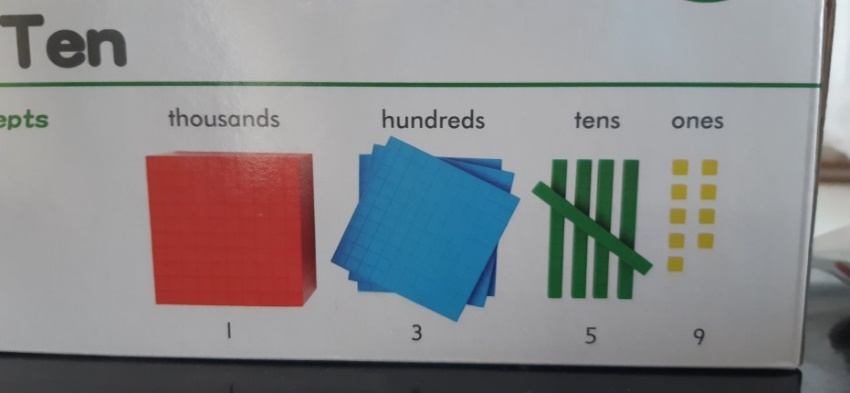 Ten
epts
thousands hundreds tens ones
1 3 5 9